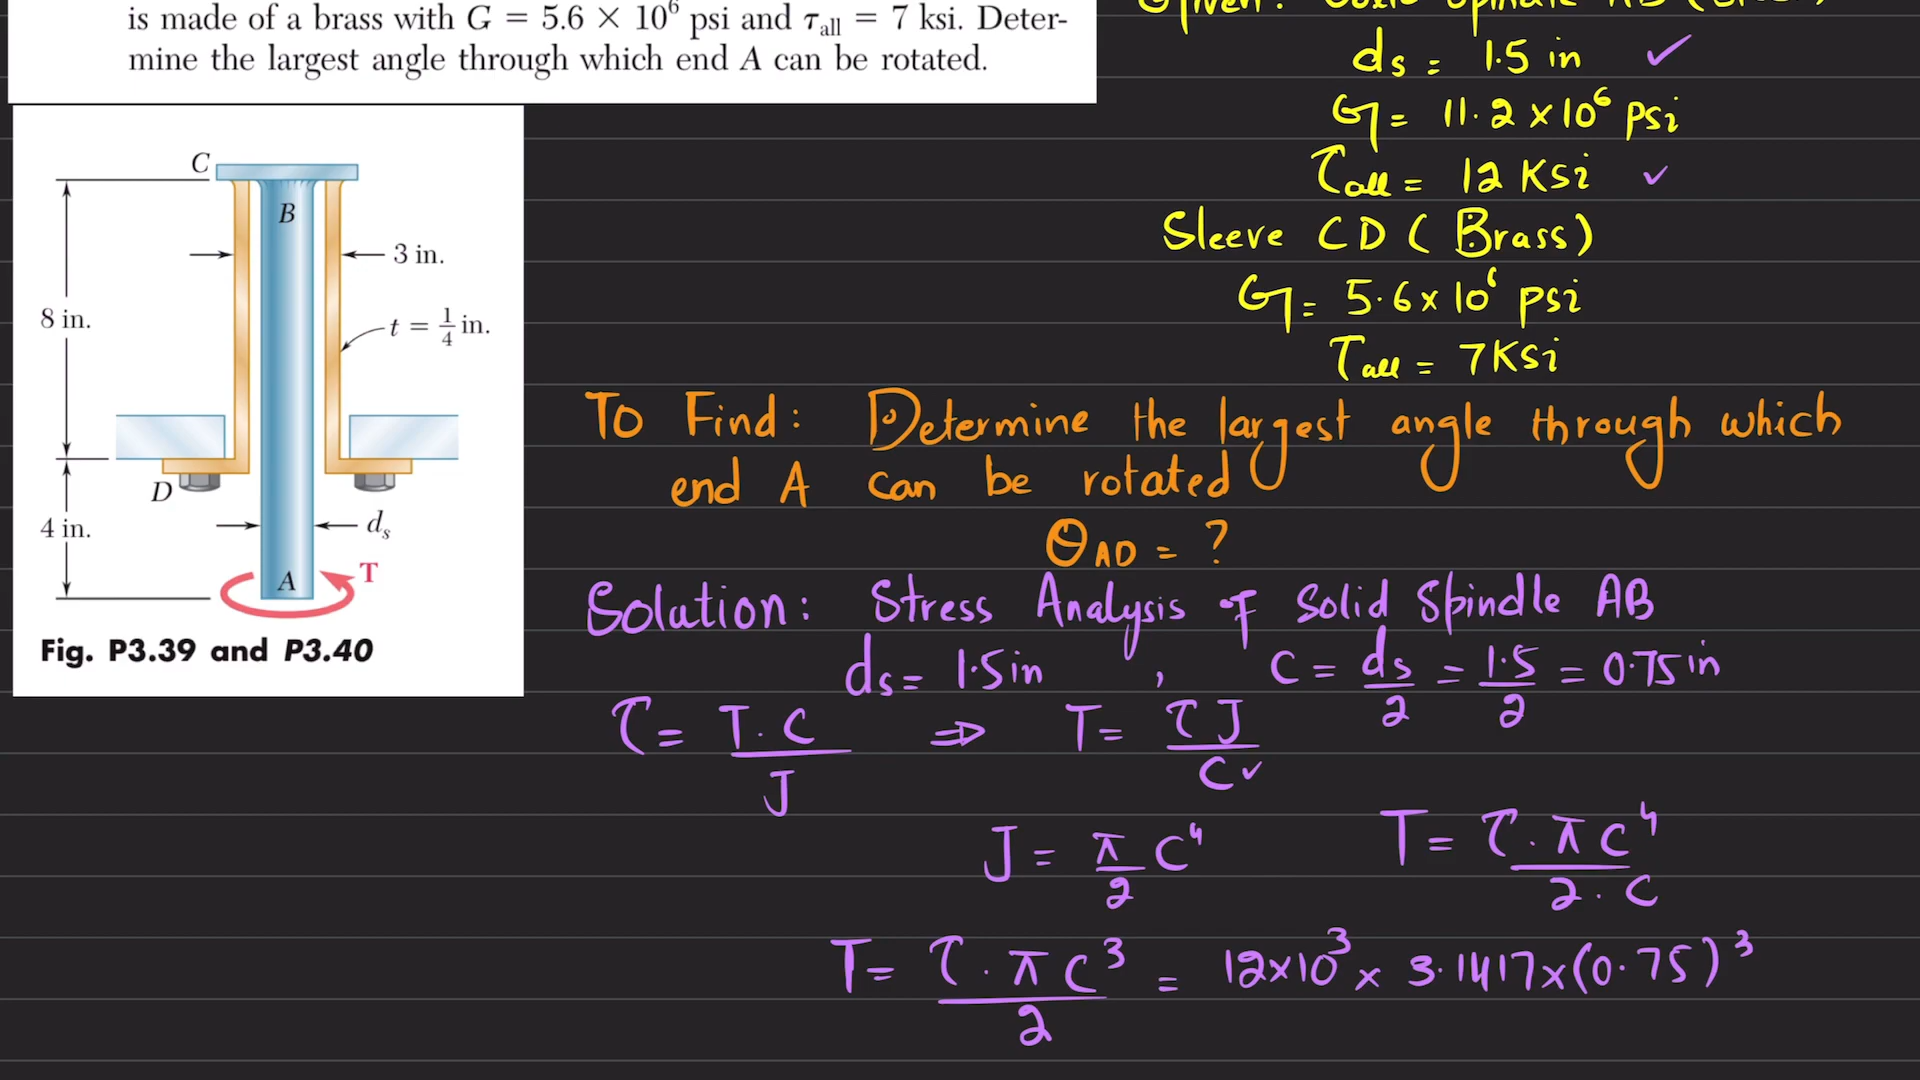 is made of a brass with G = 5.6 × 10⁶ psi and τall = 7 ksi. Deter-
mine the largest angle through which end A can be rotated.
C
B
3 in.
8 in.
t = 1/4 in.
D
4 in.
ds
A
T
Fig. P3.39 and P3.40
ds = 1.5 in ✓
G = 11.2 × 10⁶ psi
τall = 12 Ksi ✓
Sleeve CD ( Brass)
G = 5.6 × 10⁶ psi
τall = 7 Ksi
To Find: Determine the largest angle through which
end A can be rotated
θAD = ?
Solution: Stress Analysis of Solid Spindle AB
ds = 1.5 in , C = ds/2 = 1.5/2 = 0.75 in
τ = T.C/J ⇒ T = τJ/C ✓
J = π/2 C⁴ T = τ.πC⁴/2.C
T = τ.πC³/2 = 12×10³ × 3.1417×(0.75)³